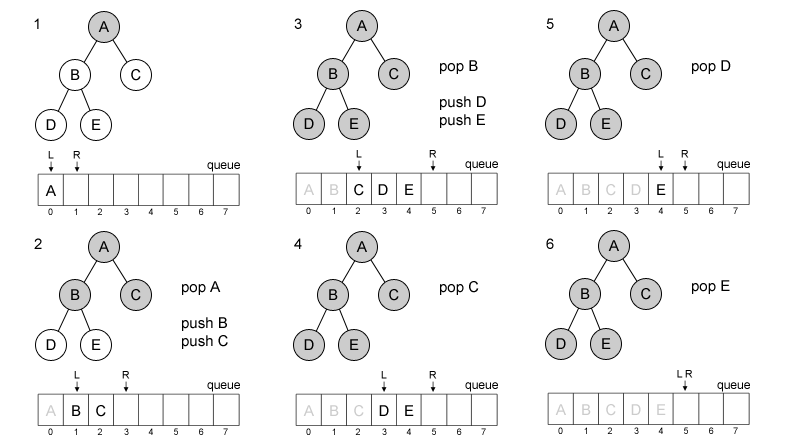 1
A
B C
D E
L R
queue
A
0 1 2 3 4 5 6 7
2
A
B C
D E
pop A
push B
push C
L R
queue
A B C
0 1 2 3 4 5 6 7
3
A
B C
D E
pop B
push D
push E
L R
queue
A B C D E
0 1 2 3 4 5 6 7
4
A
B C
D E
pop C
L R
queue
A B C D E
0 1 2 3 4 5 6 7
5
A
B C
D E
pop D
L R
queue
A B C D E
0 1 2 3 4 5 6 7
6
A
B C
D E
pop E
L R
queue
A B C D E
0 1 2 3 4 5 6 7